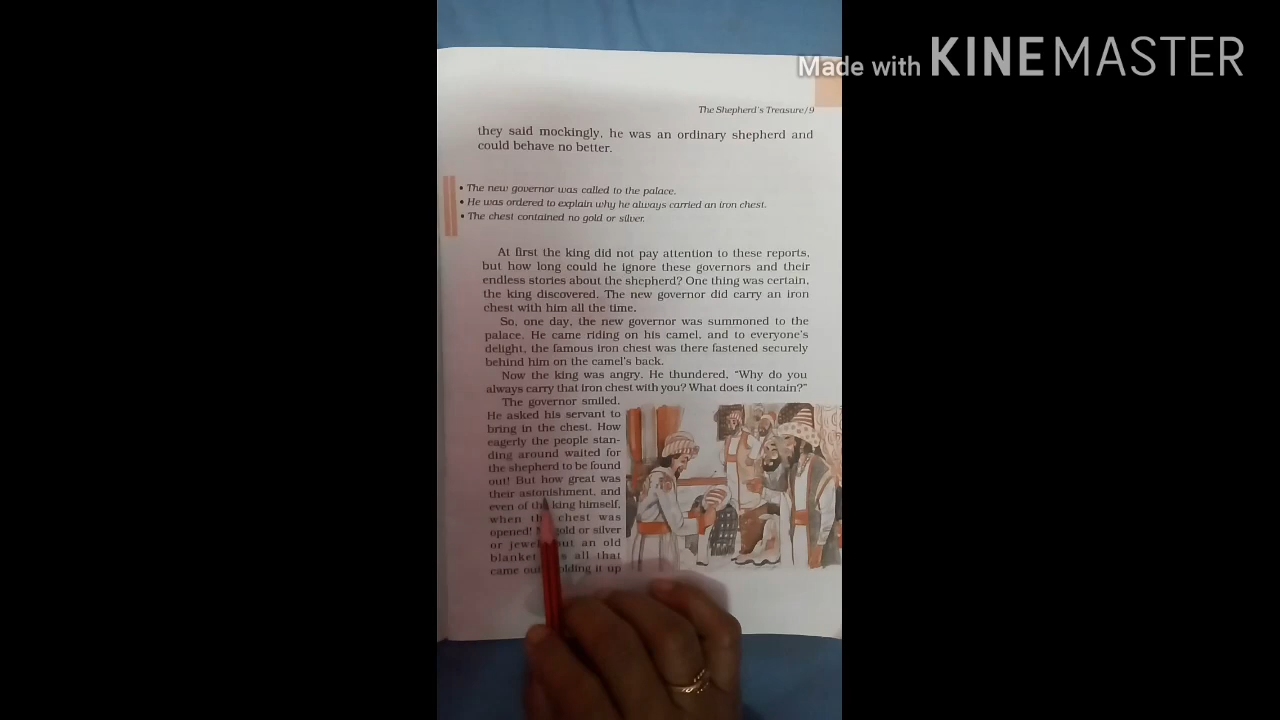 Made with KINEMASTER
The Shepherd's Treasure/9
they said mockingly, he was an ordinary shepherd and
could behave no better.
• The new governor was called to the palace.
• He was ordered to explain why he always carried an iron chest.
• The chest contained no gold or silver.
At first the king did not pay attention to these reports,
but how long could he ignore these governors and their
endless stories about the shepherd? One thing was certain,
the king discovered. The new governor did carry an iron
chest with him all the time.
So, one day, the new governor was summoned to the
palace. He came riding on his camel, and to everyone's
delight, the famous iron chest was there fastened securely
behind him on the camel's back.
Now the king was angry. He thundered, “Why do you
always carry that iron chest with you? What does it contain?”
The governor smiled.
He asked his servant to
bring in the chest. How
eagerly the people stan-
ding around waited for
the shepherd to be found
out! But how great was
their astonishment, and
even of the king himself,
when the chest was
opened! gold or silver
or but an old
blanket all that
came it up